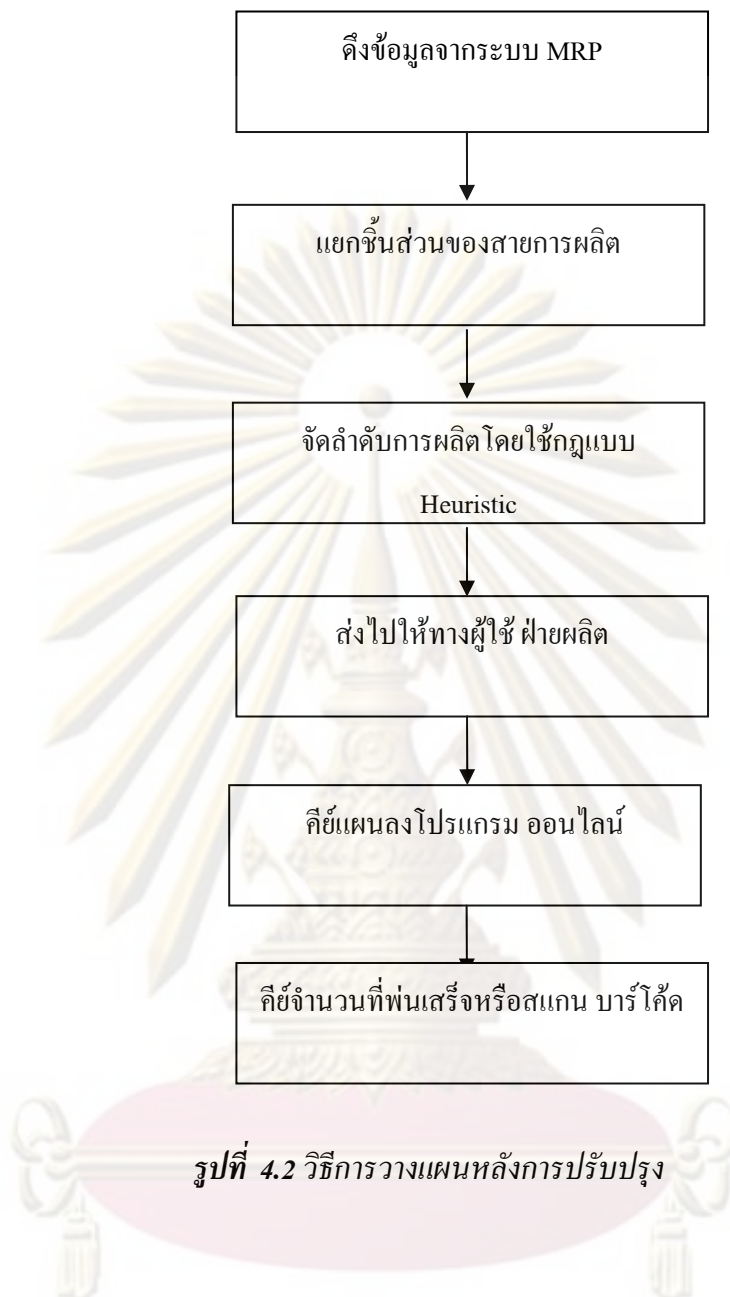 ดึงข้อมูลจากระบบ MRP
แยกชิ้นส่วนของสายการผลิต
จัดลำดับการผลิตโดยใช้กฎแบบ
Heuristic
ส่งไปให้ทางผู้ใช้ ฝ่ายผลิต
คีย์แผนลงโปรแกรม ออนไลน์
คีย์จำนวนที่พ่นเสร็จหรือสแกน บาร์โค้ด
รูปที่ 4.2 วิธีการวางแผนหลังการปรับปรุง